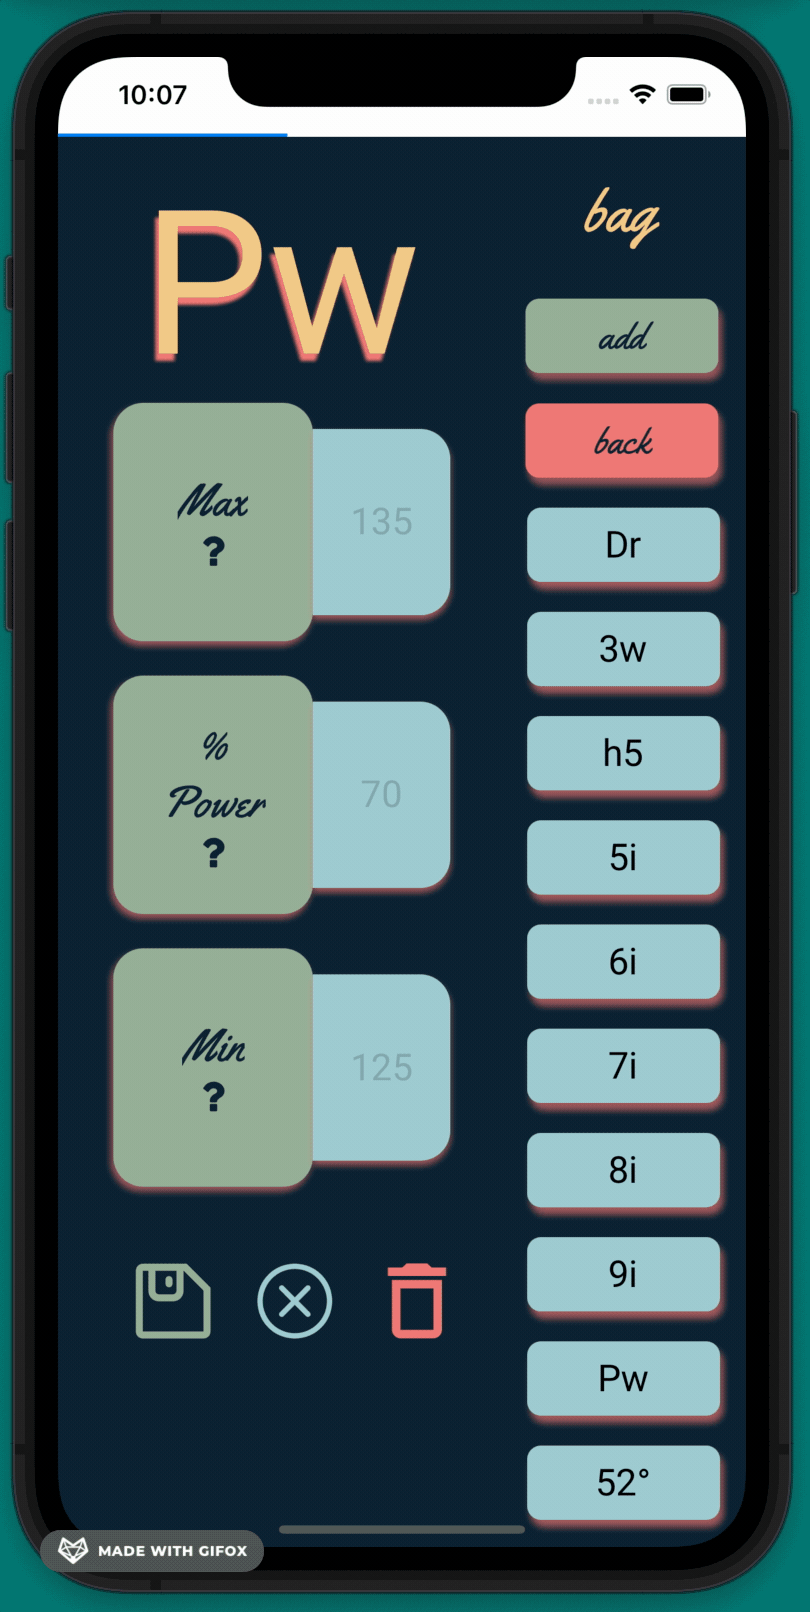 10:07
Pw
Max
?
135
%
Power
?
70
Min
?
125
bag
add
back
Dr
3w
h5
5i
6i
7i
8i
9i
Pw
52°
MADE WITH GIFOX